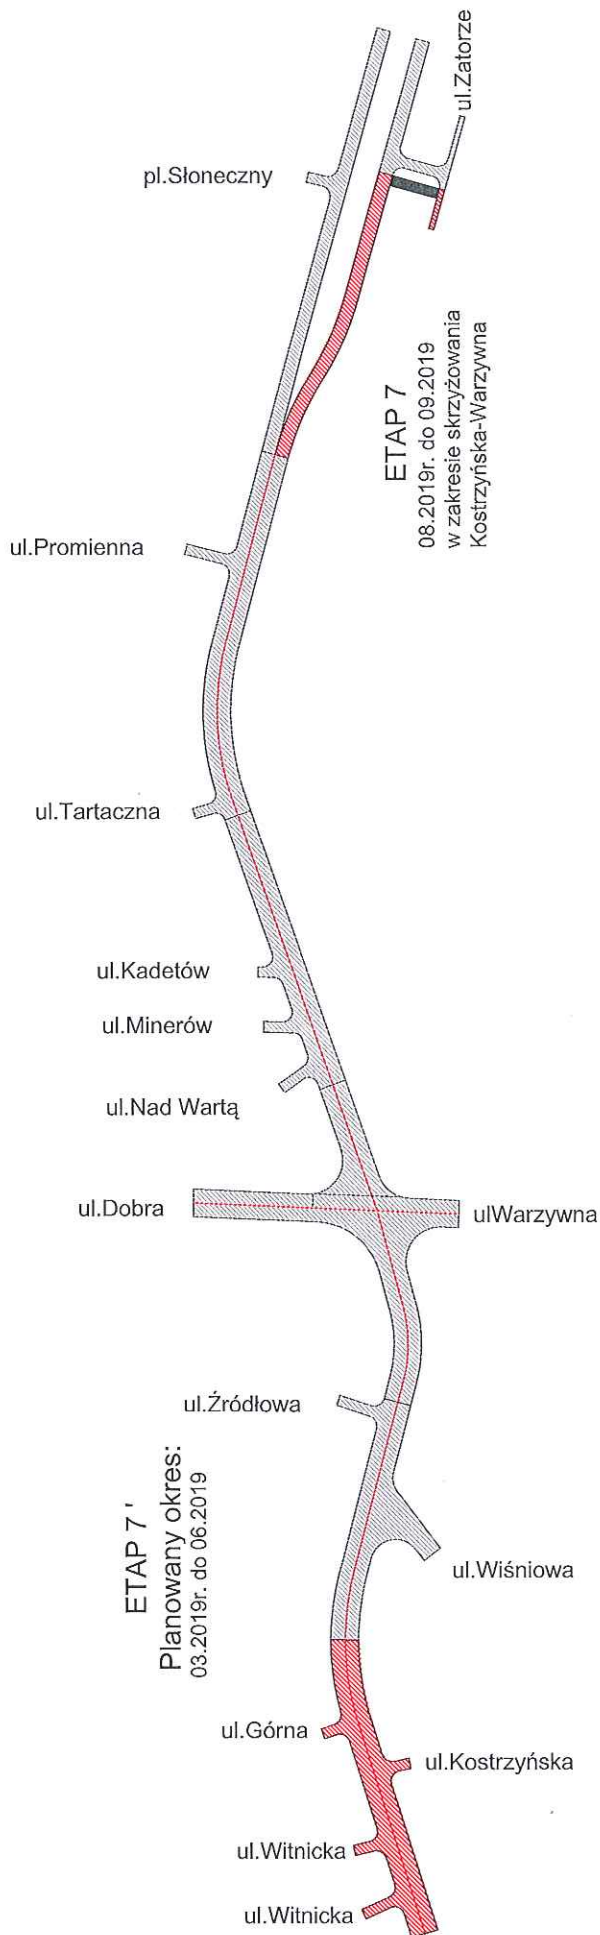 ul.Zatorze
pl.Słoneczny
ETAP 7
08.2019r. do 09.2019
w zakresie skrzyżowania
Kostrzyńska-Warzywna
ul.Promienna
ul.Tartaczna
ul.Kadetów
ul.Minerów
ul.Nad Wartą
ul.Dobra
ulWarzywna
ul.Źródłowa
ETAP 7 '
Planowany okres:
03.2019r. do 06.2019
ul.Wiśniowa
ul.Górna
ul.Kostrzyńska
ul.Witnicka
ul.Witnicka